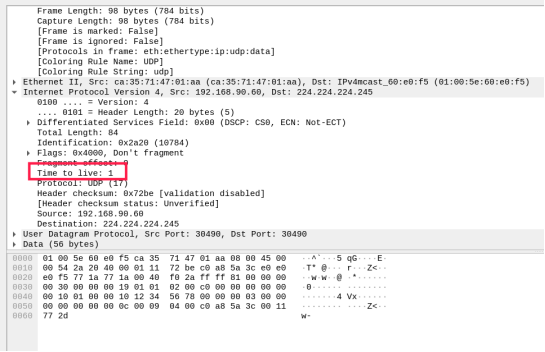 Frame Length: 98 bytes (784 bits)
Capture Length: 98 bytes (784 bits)
[Frame is marked: False]
[Frame is ignored: False]
[Protocols in frame: eth:ethertype:ip:udp:data]
[Coloring Rule Name: UDP]
[Coloring Rule String: udp]
Ethernet II, Src: ca:35:71:47:01:aa (ca:35:71:47:01:aa), Dst: IPv4mcast_60:e0:f5 (01:00:5e:60:e0:f5)
Internet Protocol Version 4, Src: 192.168.90.60, Dst: 224.224.224.245
0100 .... = Version: 4
.... 0101 = Header Length: 20 bytes (5)
Differentiated Services Field: 0x00 (DSCP: CS0, ECN: Not-ECT)
Total Length: 84
Identification: 0x2a20 (10784)
Flags: 0x4000, Don't fragment
Fragment offset: 0
Time to live: 1
Protocol: UDP (17)
Header checksum: 0x72be [validation disabled]
[Header checksum status: Unverified]
Source: 192.168.90.60
Destination: 224.224.224.245
User Datagram Protocol, Src Port: 30490, Dst Port: 30490
Data (56 bytes)
0000 01 00 5e 60 e0 f5 ca 35 71 47 01 aa 08 00 45 00 ··^`···5 qG····E·
0010 00 54 2a 20 40 00 01 11 72 be c0 a8 5a 3c e0 e0 ·T* @··· r···Z<··
0020 e0 f5 77 1a 77 1a 00 40 f0 2a ff ff 81 00 00 00 ··w·w··@ ·*······
0030 00 30 00 00 00 19 01 01 02 00 c0 00 00 00 00 00 ·0······ ········
0040 00 10 01 00 00 10 12 34 56 78 00 00 00 03 00 00 ·······4 Vx······
0050 00 00 00 00 00 0c 00 09 04 00 c0 a8 5a 3c 00 11 ········ ····Z<··
0060 77 2d w-